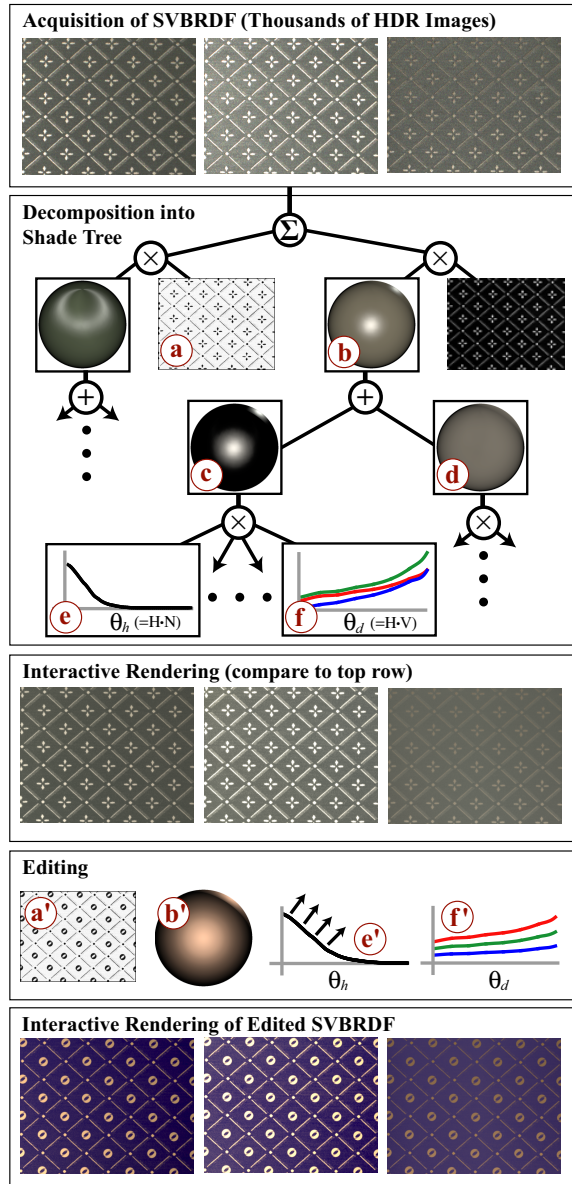 Acquisition of SVBRDF (Thousands of HDR Images)
Decomposition into
Shade Tree
Σ
×
×
a
b
+
+
c
d
×
×
e
θh (=H·N)
f
θd (=H·V)
Interactive Rendering (compare to top row)
Editing
a'
b'
e'
f'
θh
θd
Interactive Rendering of Edited SVBRDF